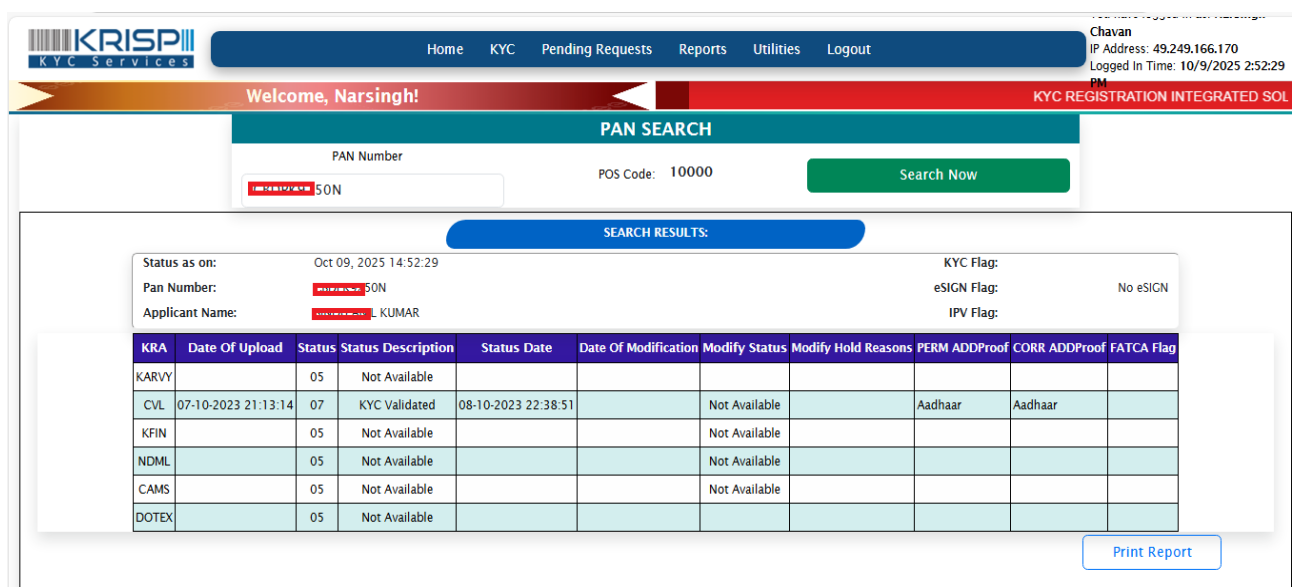 KRISP
KYC Services
Home KYC Pending Requests Reports Utilities Logout
Chavan
IP Address: 49.249.166.170
Logged In Time: 10/9/2025 2:52:29
PM
Welcome, Narsingh!
KYC REGISTRATION INTEGRATED SOL
PAN SEARCH
PAN Number
50N
POS Code: 10000
Search Now
SEARCH RESULTS:
Status as on: Oct 09, 2025 14:52:29 KYC Flag:
Pan Number: 50N eSIGN Flag: No eSIGN
Applicant Name: L KUMAR IPV Flag:
KRA Date Of Upload Status Status Description Status Date Date Of Modification Modify Status Modify Hold Reasons PERM ADDProof CORR ADDProof FATCA Flag
KARVY 05 Not Available
CVL 07-10-2023 21:13:14 07 KYC Validated 08-10-2023 22:38:51 Not Available Aadhaar Aadhaar
KFIN 05 Not Available Not Available
NDML 05 Not Available Not Available
CAMS 05 Not Available Not Available
DOTEX 05 Not Available
Print Report